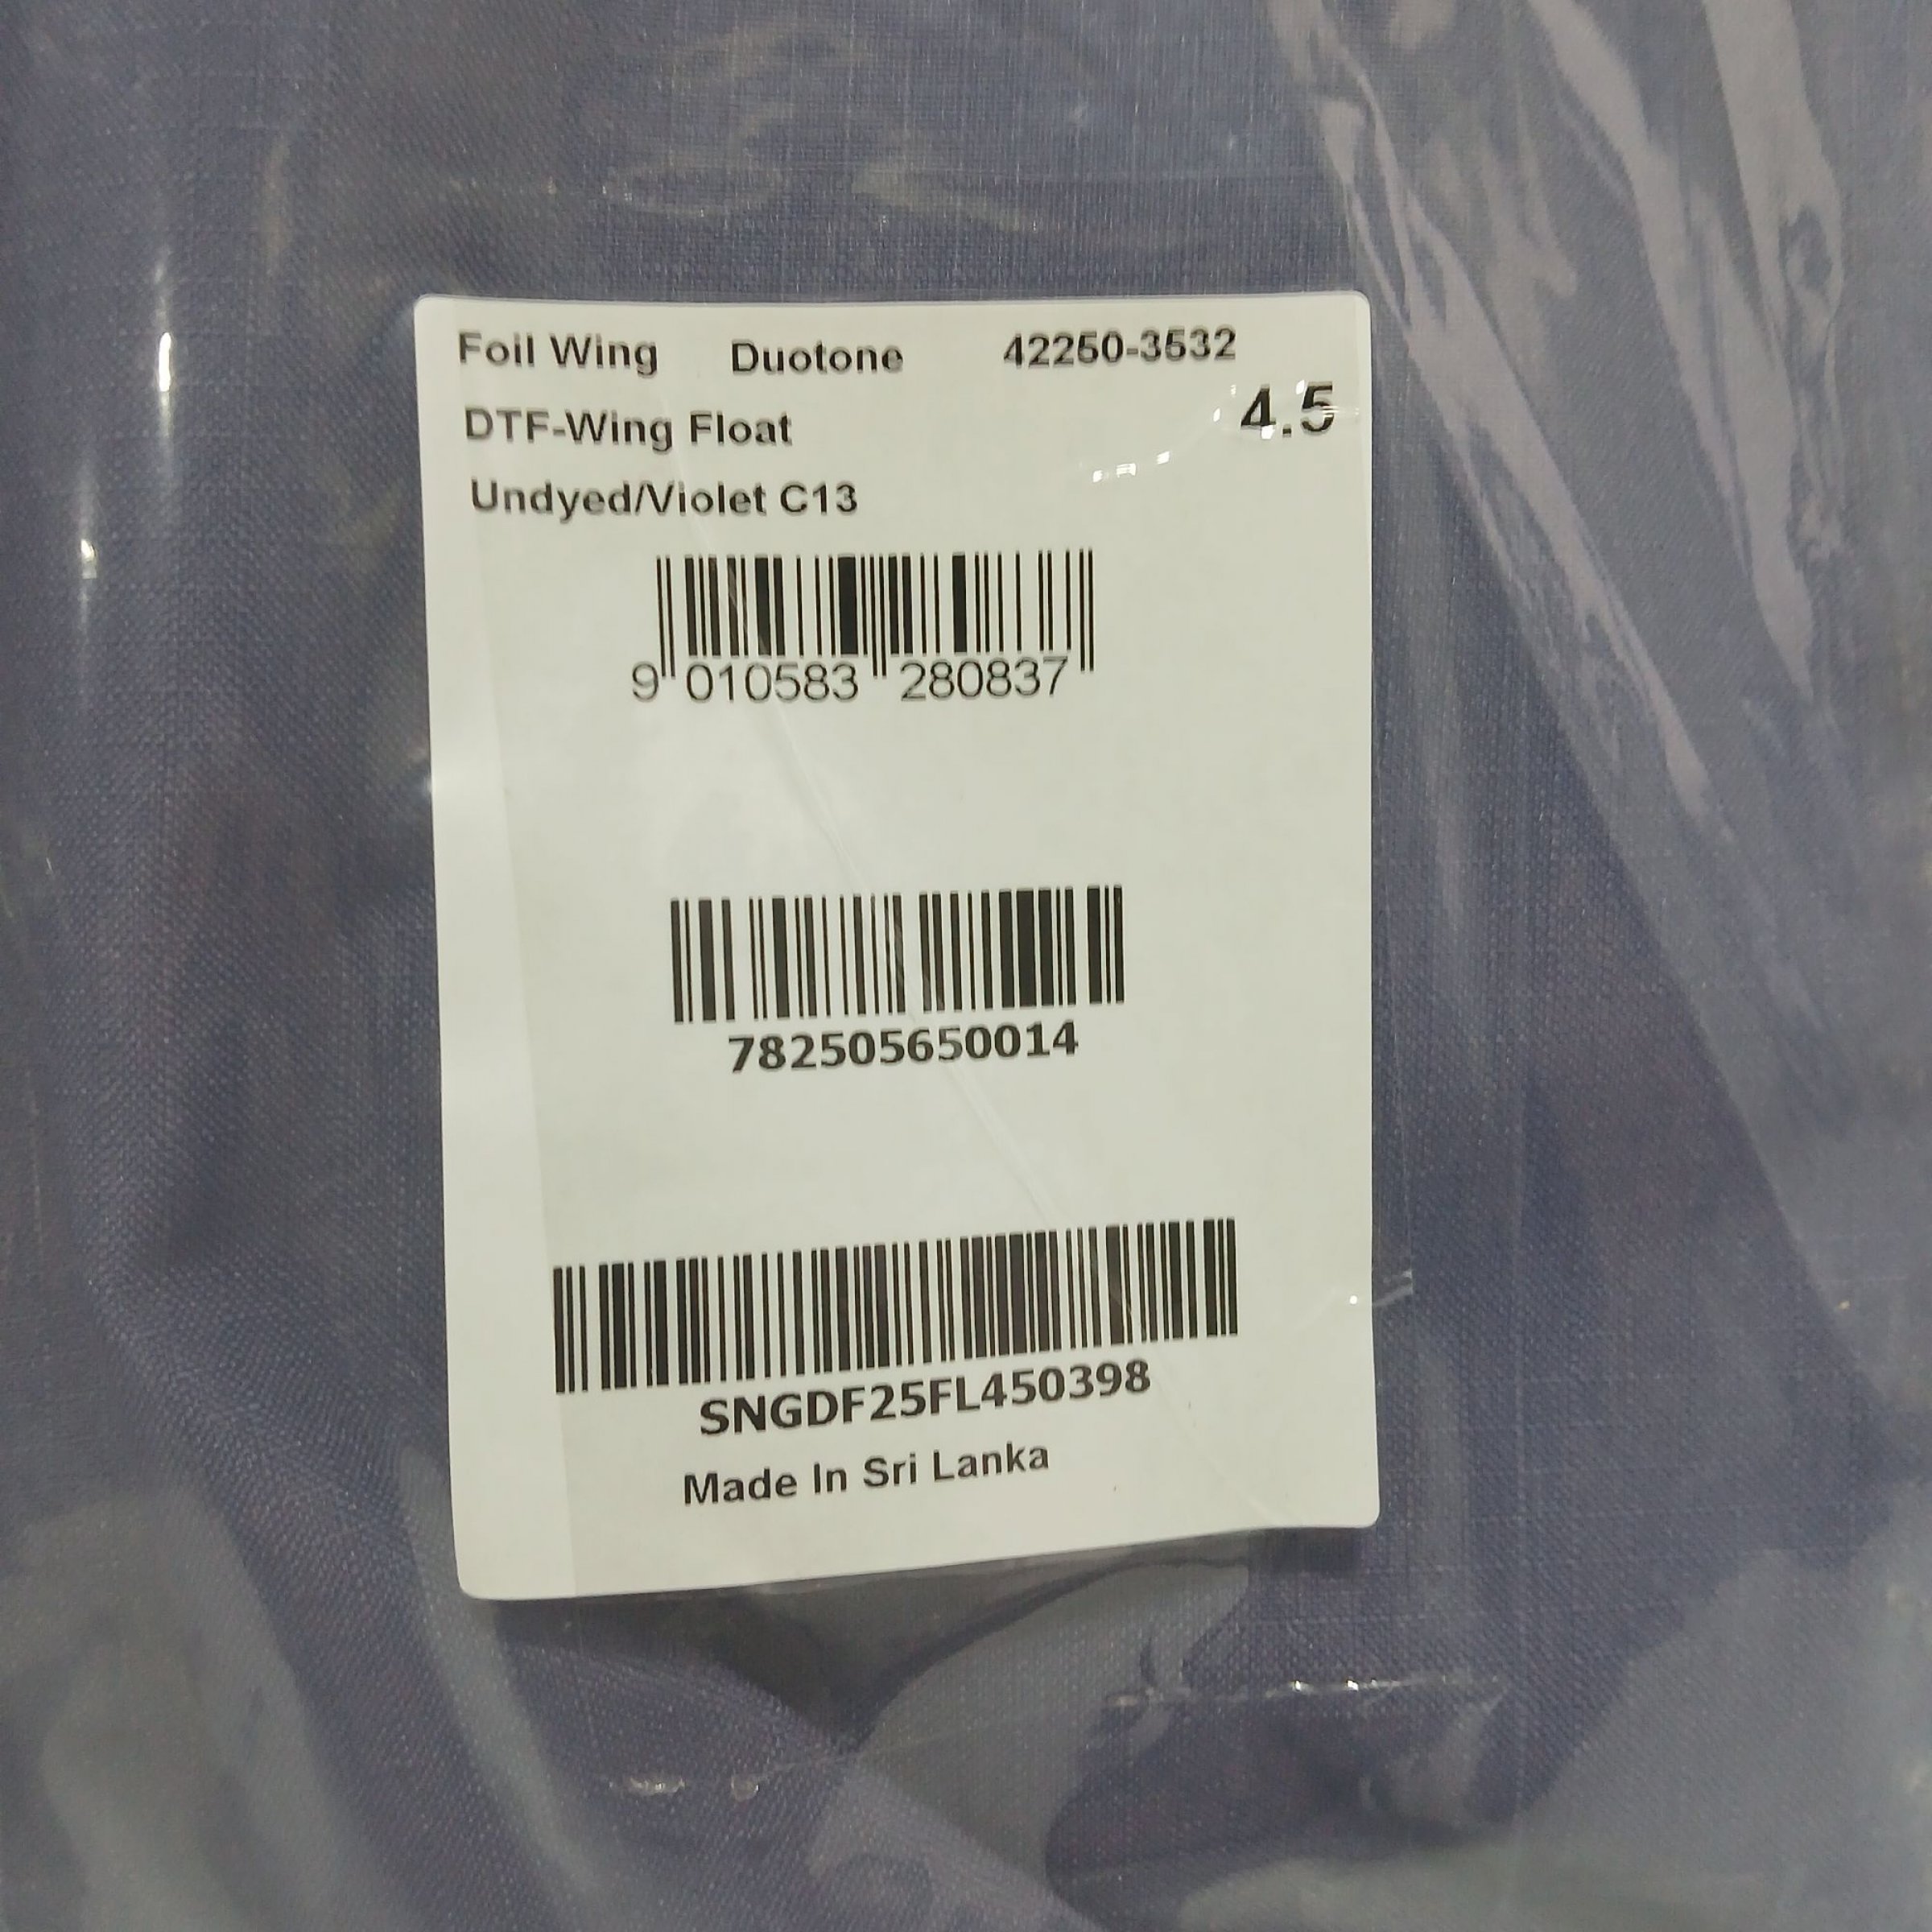 Foil Wing Duotone 42250-3532
DTF-Wing Float 4.5
Undyed/Violet C13
9 010583 280837
782505650014
SNGDF25FL450398
Made In Sri Lanka